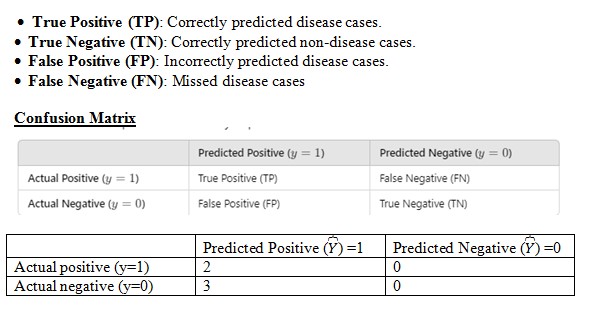 • True Positive (TP): Correctly predicted disease cases.
• True Negative (TN): Correctly predicted non-disease cases.
• False Positive (FP): Incorrectly predicted disease cases.
• False Negative (FN): Missed disease cases
Confusion Matrix
Predicted Positive (y = 1) Predicted Negative (y = 0)
Actual Positive (y = 1) True Positive (TP) False Negative (FN)
Actual Negative (y = 0) False Positive (FP) True Negative (TN)
Predicted Positive (Ŷ) =1 Predicted Negative (Ŷ) =0
Actual positive (y=1) 2 0
Actual negative (y=0) 3 0